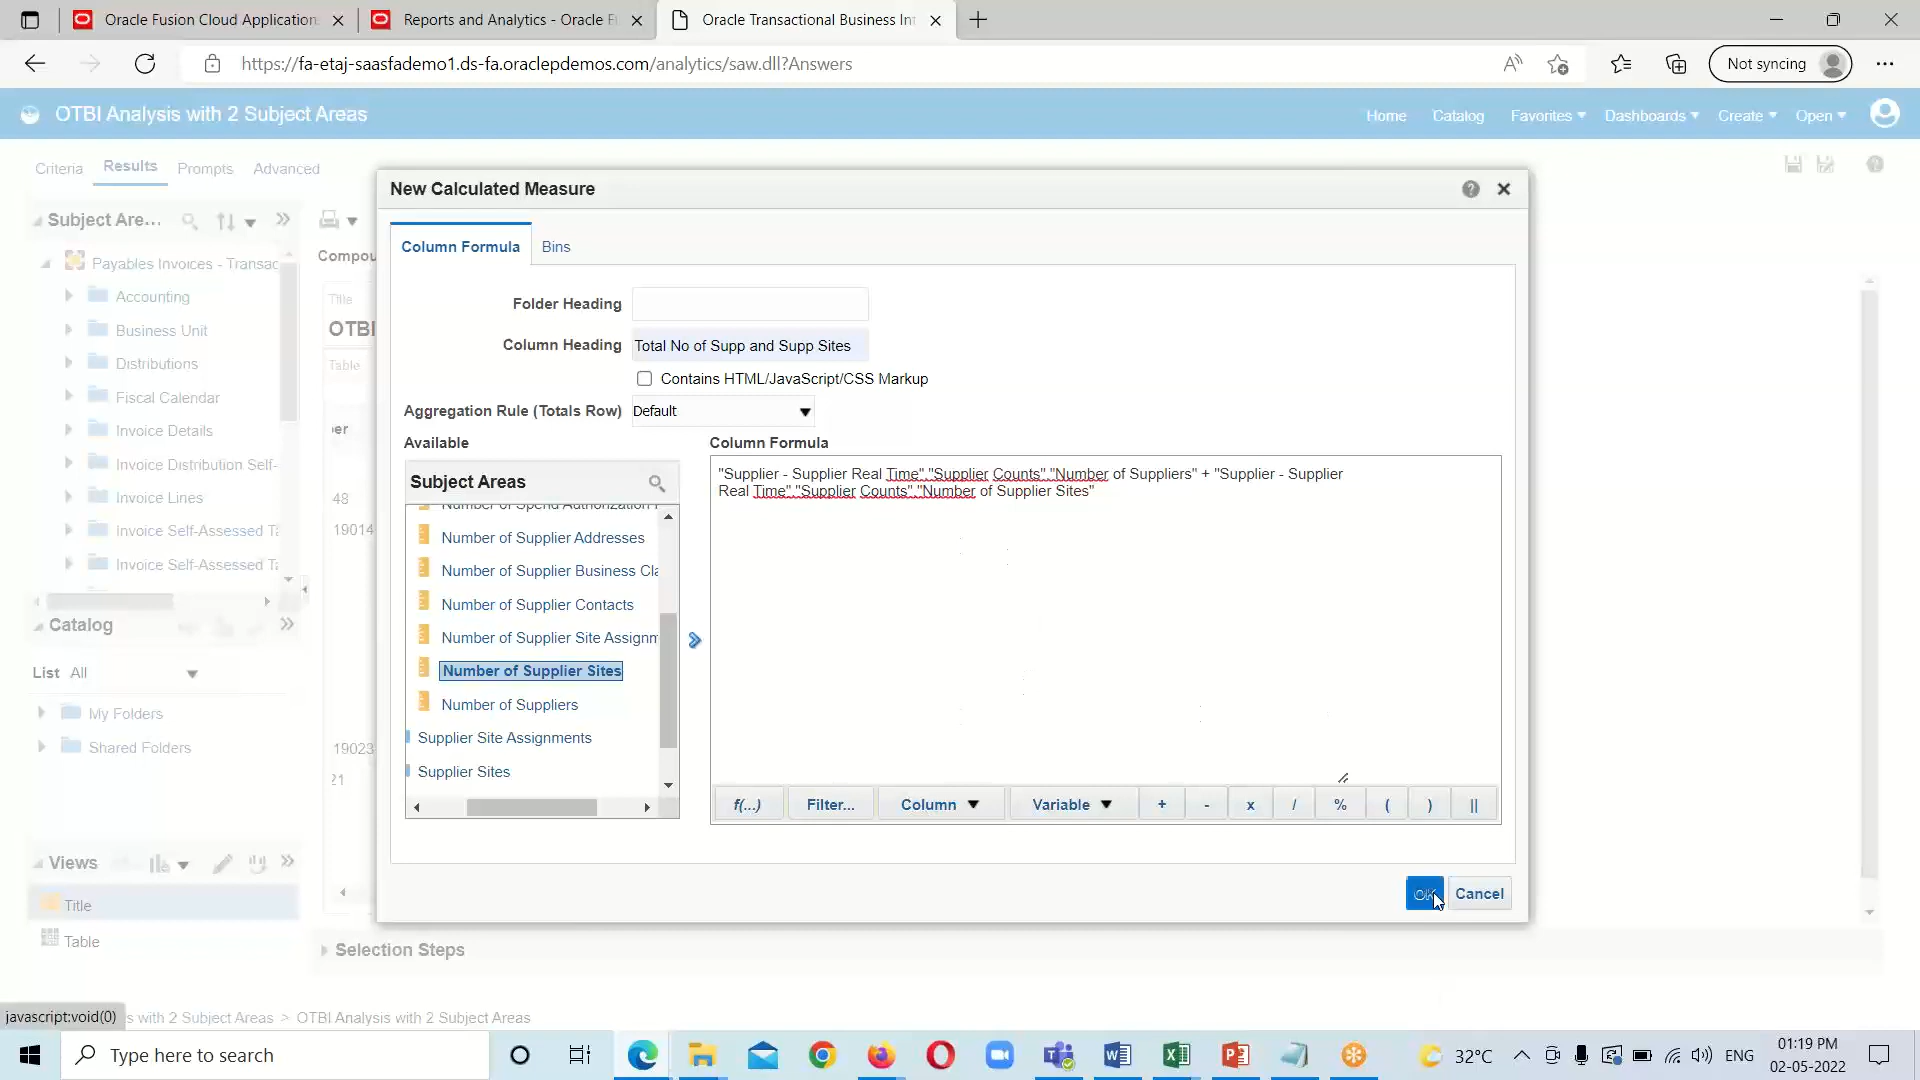 Oracle Fusion Cloud Application
Reports and Analytics - Oracle F
Oracle Transactional Business Int
https://fa-etaj-saasfademo1.ds-fa.oraclepdemos.com/analytics/saw.dll?Answers
Not syncing
OTBI Analysis with 2 Subject Areas
Home
Catalog
Favorites
Dashboards
Create
Open
Criteria
Results
Prompts
Advanced
Subject Are...
Payables Invoices - Transac
Accounting
Business Unit
Distributions
Fiscal Calendar
Invoice Details
Invoice Distribution Self-
Invoice Lines
Invoice Self-Assessed Ta
Invoice Self-Assessed Ta
Catalog
List All
My Folders
Shared Folders
Views
Title
Table
Compou
Title
OTBI
Table
er
48
19014
19023
21
New Calculated Measure
Column Formula
Bins
Folder Heading
Column Heading
Total No of Supp and Supp Sites
Contains HTML/JavaScript/CSS Markup
Aggregation Rule (Totals Row)
Default
Available
Column Formula
Subject Areas
Number of Spend Authorization
Number of Supplier Addresses
Number of Supplier Business Cla
Number of Supplier Contacts
Number of Supplier Site Assignm
Number of Supplier Sites
Number of Suppliers
Supplier Site Assignments
Supplier Sites
"Supplier - Supplier Real Time"."Supplier Counts"."Number of Suppliers" + "Supplier - Supplier
Real Time"."Supplier Counts"."Number of Supplier Sites"
f(...)
Filter...
Column
Variable
+
-
x
/
%
(
)
||
OK
Cancel
Selection Steps
javascript:void(0)
s with 2 Subject Areas > OTBI Analysis with 2 Subject Areas
Type here to search
32°C
ENG
01:19 PM
02-05-2022